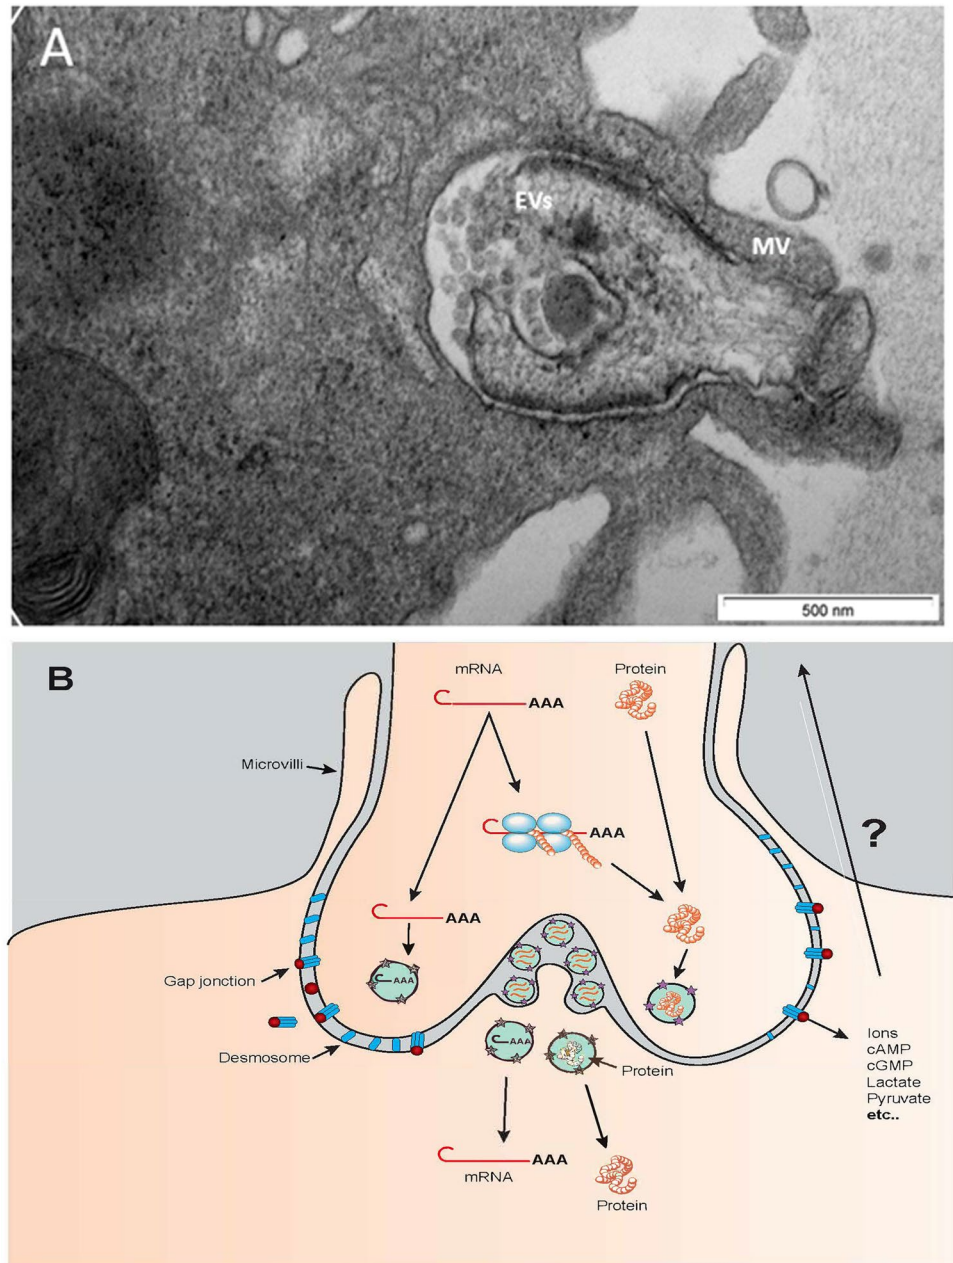 A
EVs
MV
500 nm
B
mRNA
Protein
AAA
Microvilli
?
AAA
AAA
AAA
Gap jonction
Desmosome
AAA
Protein
Ions
cAMP
cGMP
Lactate
Pyruvate
etc..
AAA
mRNA
Protein